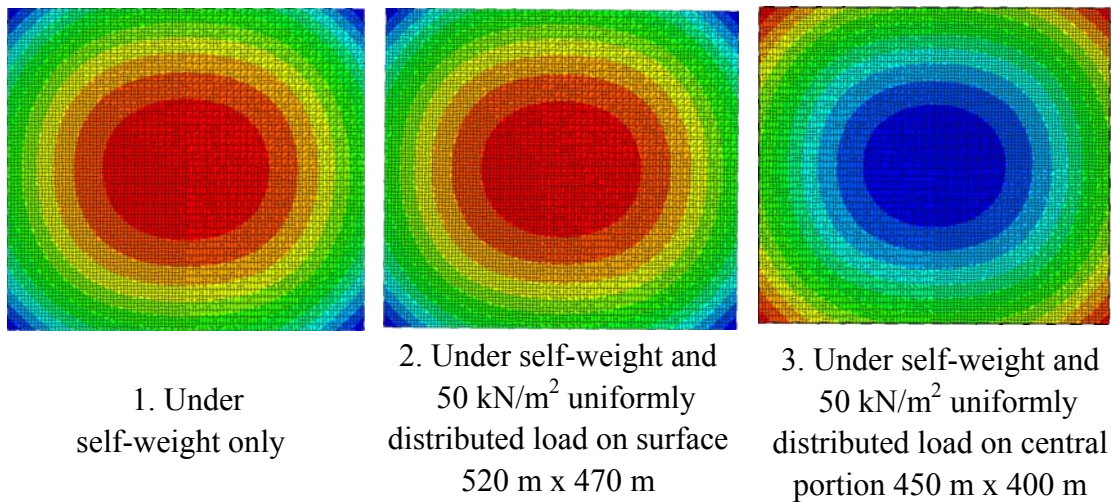 1. Under
self-weight only
2. Under self-weight and
50 kN/m² uniformly
distributed load on surface
520 m x 470 m
3. Under self-weight and
50 kN/m² uniformly
distributed load on central
portion 450 m x 400 m